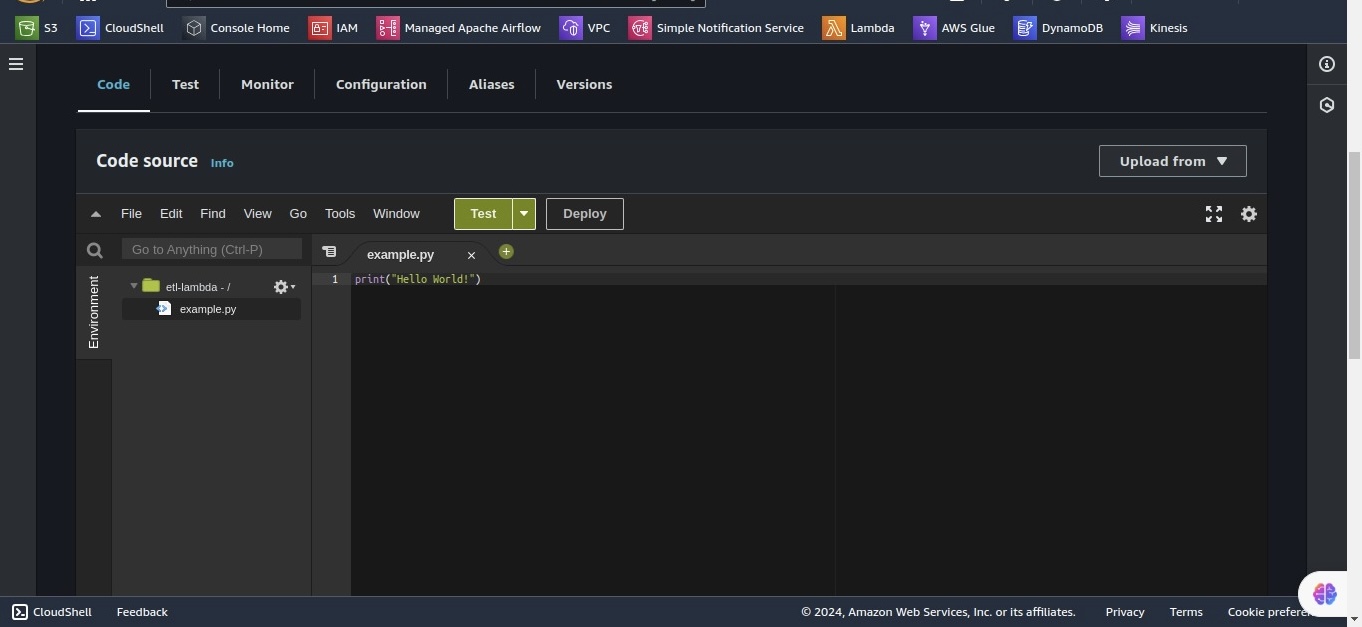 S3 CloudShell Console Home IAM Managed Apache Airflow VPC Simple Notification Service Lambda AWS Glue DynamoDB Kinesis
Code Test Monitor Configuration Aliases Versions
Code source Info Upload from
File Edit Find View Go Tools Window Test Deploy
Go to Anything (Ctrl-P) example.py
1 print("Hello World!")
Environment
etl-lambda - /
example.py
CloudShell Feedback © 2024, Amazon Web Services, Inc. or its affiliates. Privacy Terms Cookie prefere